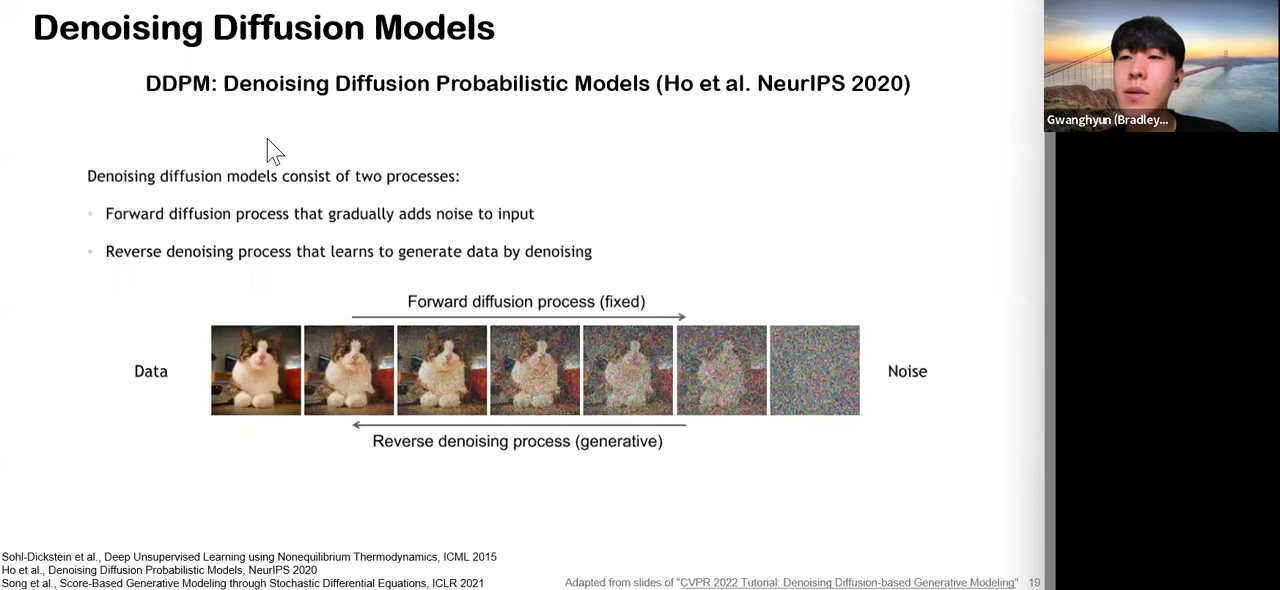 Denoising Diffusion Models
DDPM: Denoising Diffusion Probabilistic Models (Ho et al. NeurIPS 2020)
Gwanghyun (Bradley...
Denoising diffusion models consist of two processes:
• Forward diffusion process that gradually adds noise to input
• Reverse denoising process that learns to generate data by denoising
Forward diffusion process (fixed)
Data
Noise
Reverse denoising process (generative)
Sohl-Dickstein et al., Deep Unsupervised Learning using Nonequilibrium Thermodynamics, ICML 2015
Ho et al., Denoising Diffusion Probabilistic Models, NeurIPS 2020
Song et al., Score-Based Generative Modeling through Stochastic Differential Equations, ICLR 2021
Adapted from slides of "CVPR 2022 Tutorial: Denoising Diffusion-based Generative Modeling" 19